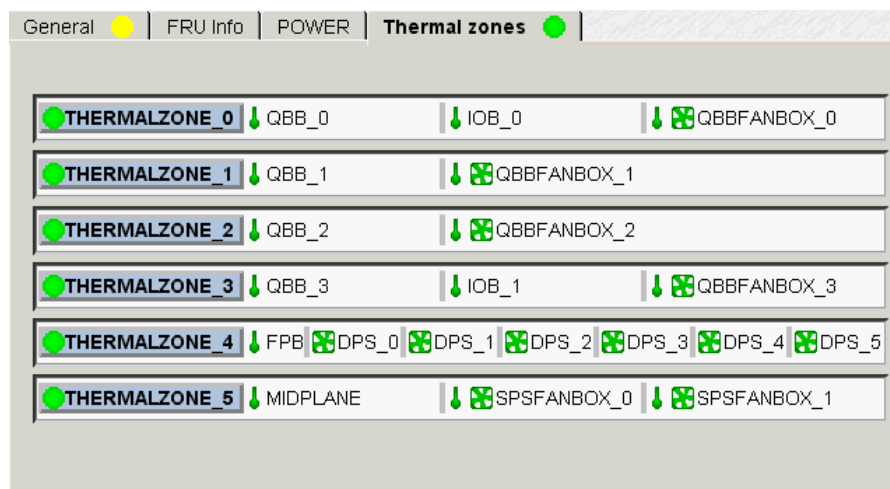 General FRU Info POWER Thermal zones
THERMALZONE_0 QBB_0 IOB_0 QBBFANBOX_0
THERMALZONE_1 QBB_1 QBBFANBOX_1
THERMALZONE_2 QBB_2 QBBFANBOX_2
THERMALZONE_3 QBB_3 IOB_1 QBBFANBOX_3
THERMALZONE_4 FPB DPS_0 DPS_1 DPS_2 DPS_3 DPS_4 DPS_5
THERMALZONE_5 MIDPLANE SPSFANBOX_0 SPSFANBOX_1